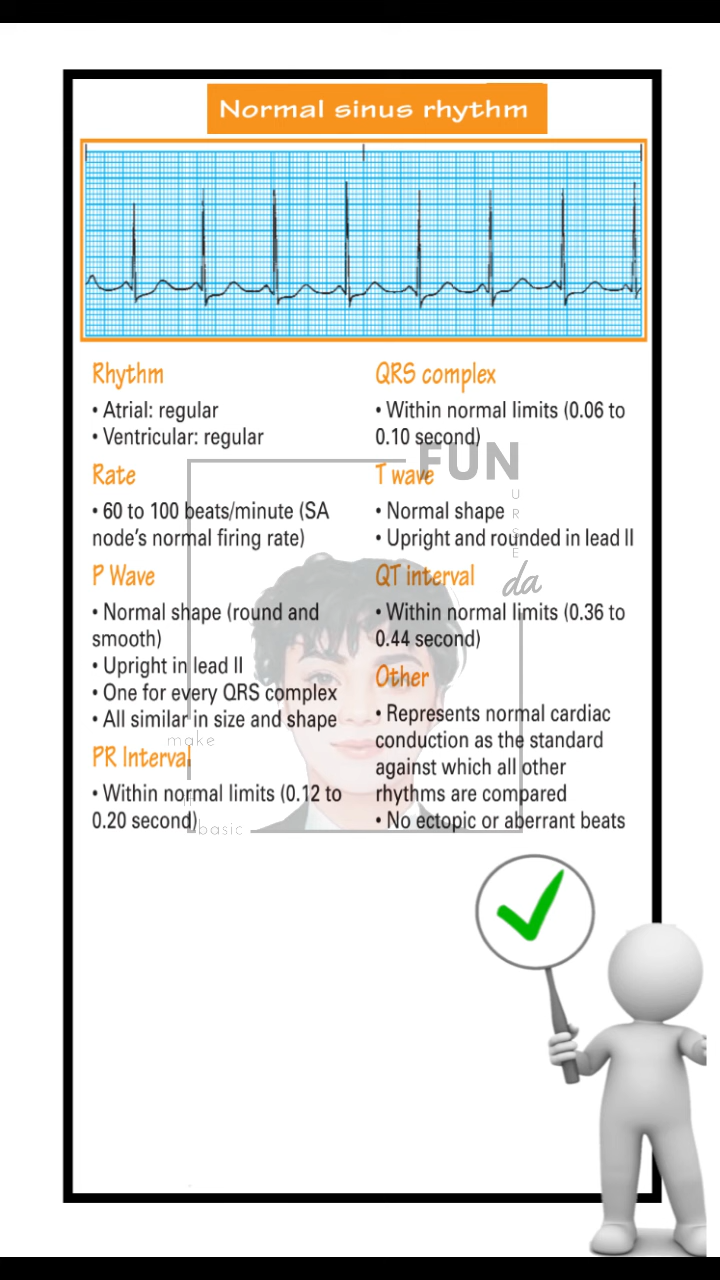 Normal sinus rhythm
Rhythm
• Atrial: regular
• Ventricular: regular
Rate
• 60 to 100 beats/minute (SA
node's normal firing rate)
P Wave
• Normal shape (round and
smooth)
• Upright in lead II
• One for every QRS complex
• All similar in size and shape
PR Interval
• Within normal limits (0.12 to
0.20 second)
QRS complex
• Within normal limits (0.06 to
0.10 second)
T wave
• Normal shape
• Upright and rounded in lead II
QT interval
• Within normal limits (0.36 to
0.44 second)
Other
• Represents normal cardiac
conduction as the standard
against which all other
rhythms are compared
• No ectopic or aberrant beats
FUN
da
make
basic